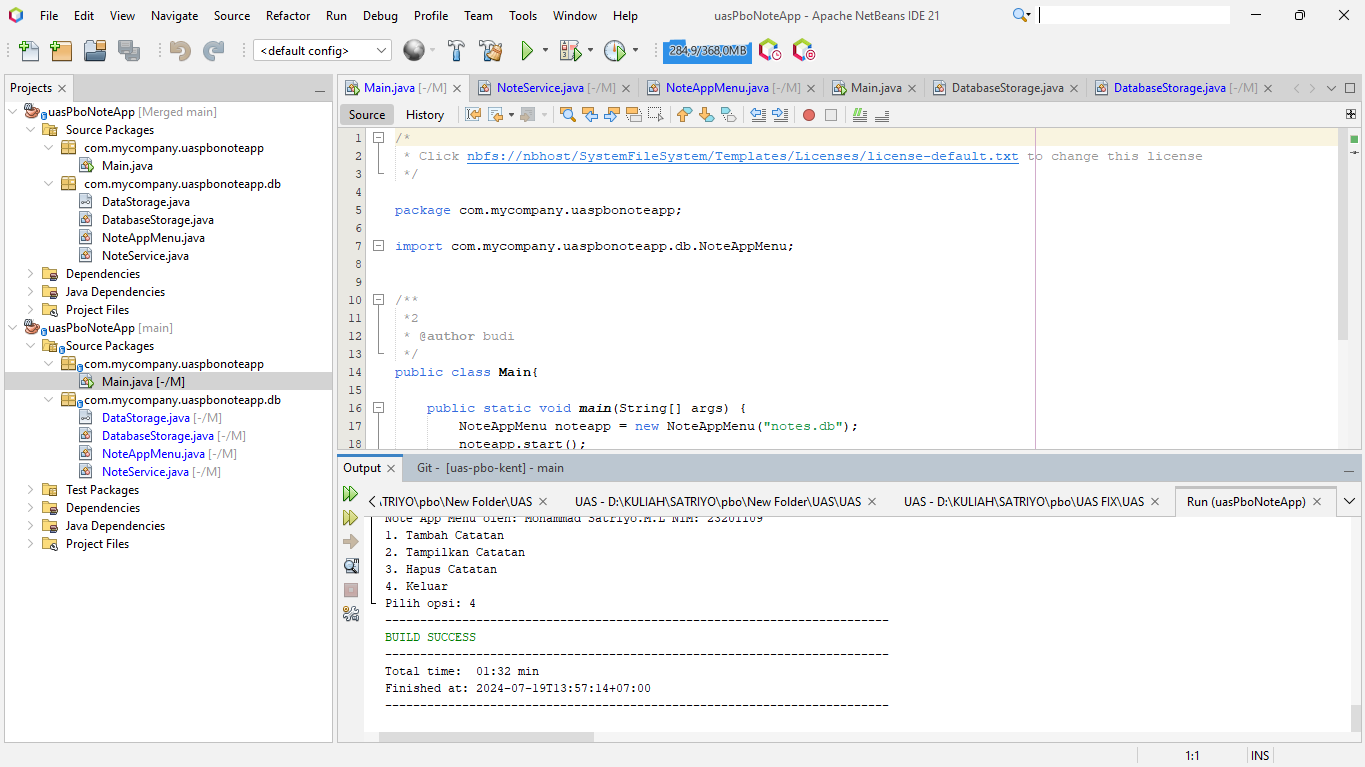 File Edit View Navigate Source Refactor Run Debug Profile Team Tools Window Help
uasPboNoteApp - Apache NetBeans IDE 21
<default config>
284,9/368,0MB
Projects
uasPboNoteApp [Merged main]
Source Packages
com.mycompany.uaspbonoteapp
Main.java
com.mycompany.uaspbonoteapp.db
DataStorage.java
DatabaseStorage.java
NoteAppMenu.java
NoteService.java
Dependencies
Java Dependencies
Project Files
uasPboNoteApp [main]
Source Packages
com.mycompany.uaspbonoteapp
Main.java [-/M]
com.mycompany.uaspbonoteapp.db
DataStorage.java [-/M]
DatabaseStorage.java [-/M]
NoteAppMenu.java [-/M]
NoteService.java [-/M]
Test Packages
Dependencies
Java Dependencies
Project Files
Main.java [-/M] NoteService.java [-/M] NoteAppMenu.java [-/M] Main.java DatabaseStorage.java DatabaseStorage.java [-/M]
Source History
1 /*
2 * Click nbfs://nbhost/SystemFileSystem/Templates/Licenses/license-default.txt to change this license
3 */
4
5 package com.mycompany.uaspbonoteapp;
6
7 import com.mycompany.uaspbonoteapp.db.NoteAppMenu;
8
9
10 /**
11 *2
12 * @author budi
13 */
14 public class Main{
15
16 public static void main(String[] args) {
17 NoteAppMenu noteapp = new NoteAppMenu("notes.db");
18 noteapp.start();
Output Git - [uas-pbo-kent] - main
\TRIYO\pbo\New Folder\UAS UAS - D:\KULIAH\SATRIYO\pbo\New Folder\UAS\UAS UAS - D:\KULIAH\SATRIYO\pbo\UAS FIX\UAS Run (uasPboNoteApp)
Note App Menu oleh: Mohammad Satriyo.M.L NIM: 23201109
1. Tambah Catatan
2. Tampilkan Catatan
3. Hapus Catatan
4. Keluar
Pilih opsi: 4
------------------------------------------------------------------------
BUILD SUCCESS
------------------------------------------------------------------------
Total time: 01:32 min
Finished at: 2024-07-19T13:57:14+07:00
------------------------------------------------------------------------
1:1 INS